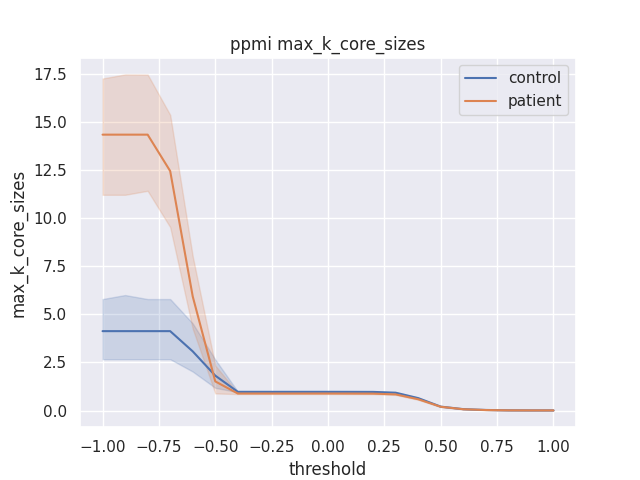 ppmi max_k_core_sizes
control
patient
max_k_core_sizes
17.5
15.0
12.5
10.0
7.5
5.0
2.5
0.0
−1.00 −0.75 −0.50 −0.25 0.00 0.25 0.50 0.75 1.00
threshold